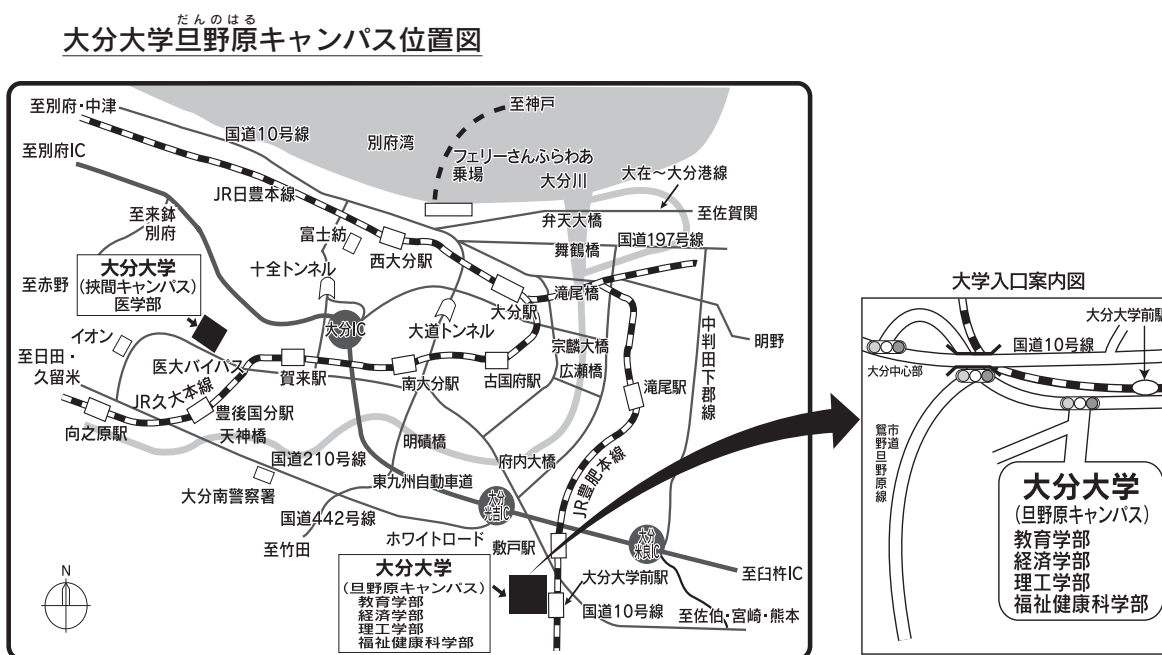 だんのはる
大分大学旦野原キャンパス位置図
至別府・中津
国道10号線
至神戸
別府湾
至別府IC
フェリーさんふらわあ
乗場
大分川
大在～大分港線
JR日豊本線
至佐賀関
弁天大橋
至来鉢
別府
富士紡
西大分駅
舞鶴橋
国道197号線
大分大学
(挾間キャンパス)
医学部
十全トンネル
至赤野
大分駅
滝尾橋
大分IC
大道トンネル
イオン
中判田下郡線
明野
宗麟大橋
至日田・
久留米
医大バイパス
賀来駅
南大分駅
古国府駅
広瀬橋
滝尾駅
JR久大本線
豊後国分駅
向之原駅
天神橋
明磧橋
国道210号線
府内大橋
JR豊肥本線
東九州自動車道
大分南警察署
大分
光吉IC
国道442号線
ホワイトロード
敷戸駅
大分
米良IC
至竹田
大分大学
(旦野原キャンパス)
教育学部
経済学部
理工学部
福祉健康科学部
大分大学前駅
至臼杵IC
国道10号線
至佐伯・宮崎・熊本
N
大学入口案内図
大分大学前駅
国道10号線
大分中心部
市道
鴛野旦野原線
大分大学
(旦野原キャンパス)
教育学部
経済学部
理工学部
福祉健康科学部